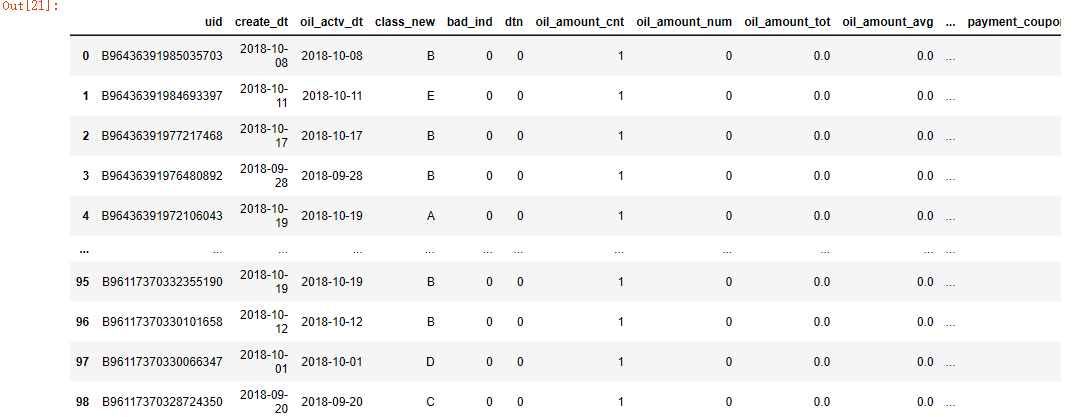 Out[21]:
uid create_dt oil_actv_dt class_new bad_ind dtn oil_amount_cnt oil_amount_num oil_amount_tot oil_amount_avg ... payment_coupo
0 B96436391985035703 2018-10-08 2018-10-08 B 0 0 1 0 0.0 0.0 ...
1 B96436391984693397 2018-10-11 2018-10-11 E 0 0 1 0 0.0 0.0 ...
2 B96436391977217468 2018-10-17 2018-10-17 B 0 0 1 0 0.0 0.0 ...
3 B96436391976480892 2018-09-28 2018-09-28 B 0 0 1 0 0.0 0.0 ...
4 B96436391972106043 2018-10-19 2018-10-19 A 0 0 1 0 0.0 0.0 ...
... ... ... ... ... ... ... ... ... ... ... ...
95 B96117370332355190 2018-10-19 2018-10-19 B 0 0 1 0 0.0 0.0 ...
96 B96117370330101658 2018-10-12 2018-10-12 B 0 0 1 0 0.0 0.0 ...
97 B96117370330066347 2018-10-01 2018-10-01 D 0 0 1 0 0.0 0.0 ...
98 B96117370328724350 2018-09-20 2018-09-20 C 0 0 1 0 0.0 0.0 ...